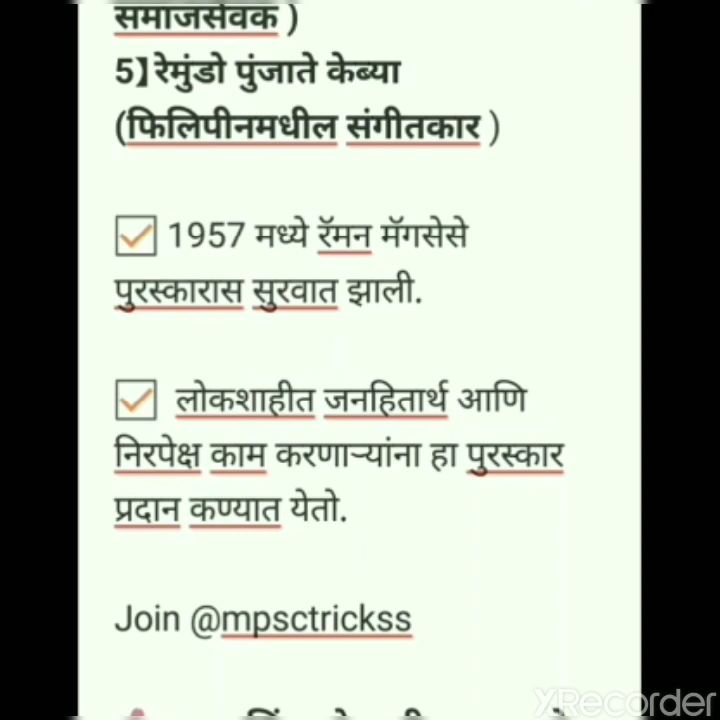 समाजसेवक )
5】रेमुंडो पुंजाते केब्या
(फिलिपीनमधील संगीतकार )
1957 मध्ये रॅमन मॅगसेसे
पुरस्कारास सुरवात झाली.
लोकशाहीत जनहितार्थ आणि
निरपेक्ष काम करणाऱ्यांना हा पुरस्कार
प्रदान कण्यात येतो.
Join @mpsctrickss
XRecorder